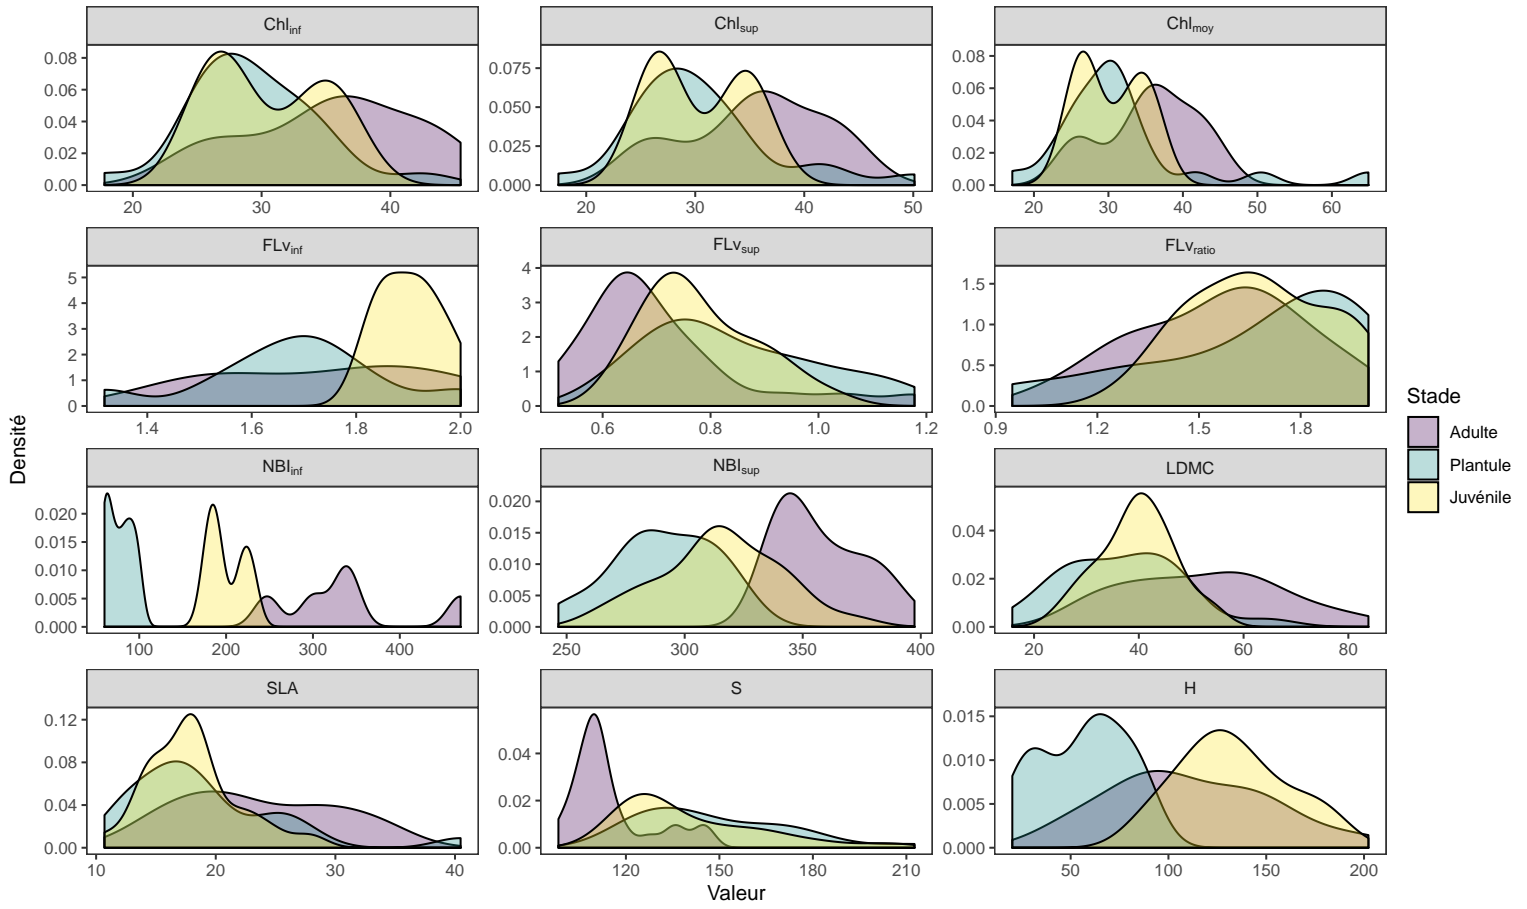 Chlinf
Chlsup
Chlmoy
0.08
0.06
0.04
0.02
0.00
20 30 40
0.075
0.050
0.025
0.000
20 30 40 50
0.08
0.06
0.04
0.02
0.00
20 30 40 50 60
FLvinf
FLvsup
FLvratio
5
4
3
2
1
0
1.4 1.6 1.8 2.0
4
3
2
1
0
0.6 0.8 1.0 1.2
1.5
1.0
0.5
0.0
0.9 1.2 1.5 1.8
NBIinf
NBIsup
LDMC
0.020
0.015
0.010
0.005
0.000
100 200 300 400
0.020
0.015
0.010
0.005
0.000
250 300 350 400
0.04
0.02
0.00
20 40 60 80
SLA
S
H
0.12
0.08
0.04
0.00
10 20 30 40
0.04
0.02
0.00
120 150 180 210
0.015
0.010
0.005
0.000
50 100 150 200
Densité
Valeur
Stade
Adulte
Plantule
Juvénile